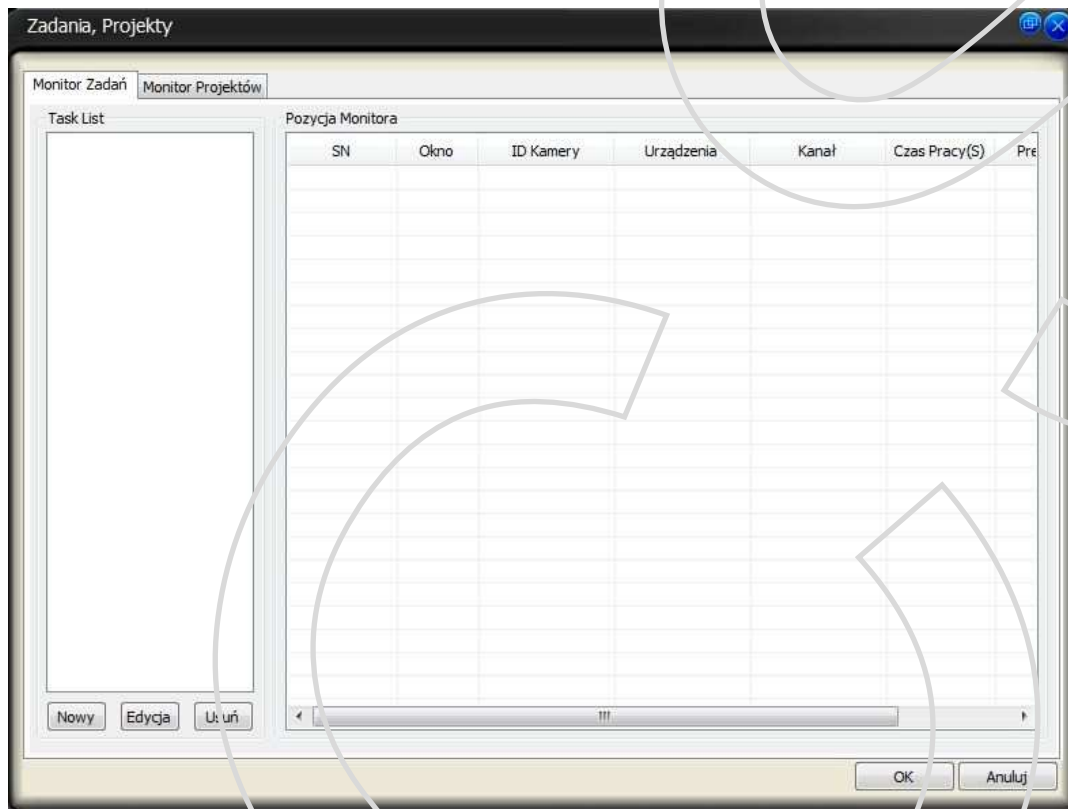 Zadania, Projekty
Monitor Zadań Monitor Projektów
Task List Pozycja Monitora
SN Okno ID Kamery Urządzenia Kanał Czas Pracy(S) Pre
Nowy Edycja Usuń
OK Anuluj